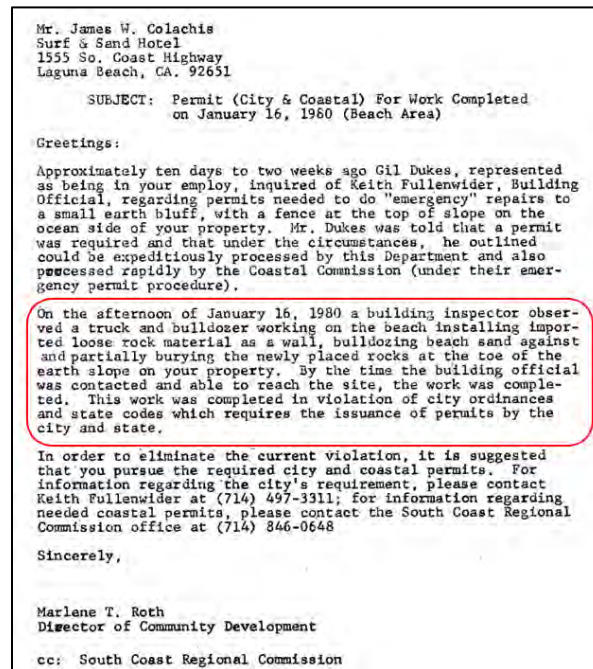 Mr. James W. Colachis
Surf & Sand Hotel
1555 So. Coast Highway
Laguna Beach, CA. 92651
SUBJECT: Permit (City & Coastal) For Work Completed
on January 16, 1980 (Beach Area)
Greetings:
Approximately ten days to two weeks ago Gil Dukes, represented
as being in your employ, inquired of Keith Fullenwider, Building
Official, regarding permits needed to do "emergency" repairs to
a small earth bluff, with a fence at the top of slope on the
ocean side of your property. Mr. Dukes was told that a permit
was required and that under the circumstances, he outlined
could be expeditiously processed by this Department and also
processed rapidly by the Coastal Commission (under their emer-
gency permit procedure).
On the afternoon of January 16, 1980 a building inspector obser-
ved a truck and bulldozer working on the beach installing impor-
ted loose rock material as a wall, bulldozing beach sand against
and partially burying the newly placed rocks at the toe of the
earth slope on your property. By the time the building official
was contacted and able to reach the site, the work was comple-
ted. This work was completed in violation of city ordinances
and state codes which requires the issuance of permits by the
city and state.
In order to eliminate the current violation, it is suggested
that you pursue the required city and coastal permits. For
information regarding the city's requirement, please contact
Keith Fullenwider at (714) 497-3311; for information regarding
needed coastal permits, please contact the South Coast Regional
Commission office at (714) 846-0648
Sincerely,
Marlene T. Roth
Director of Community Development
cc: South Coast Regional Commission